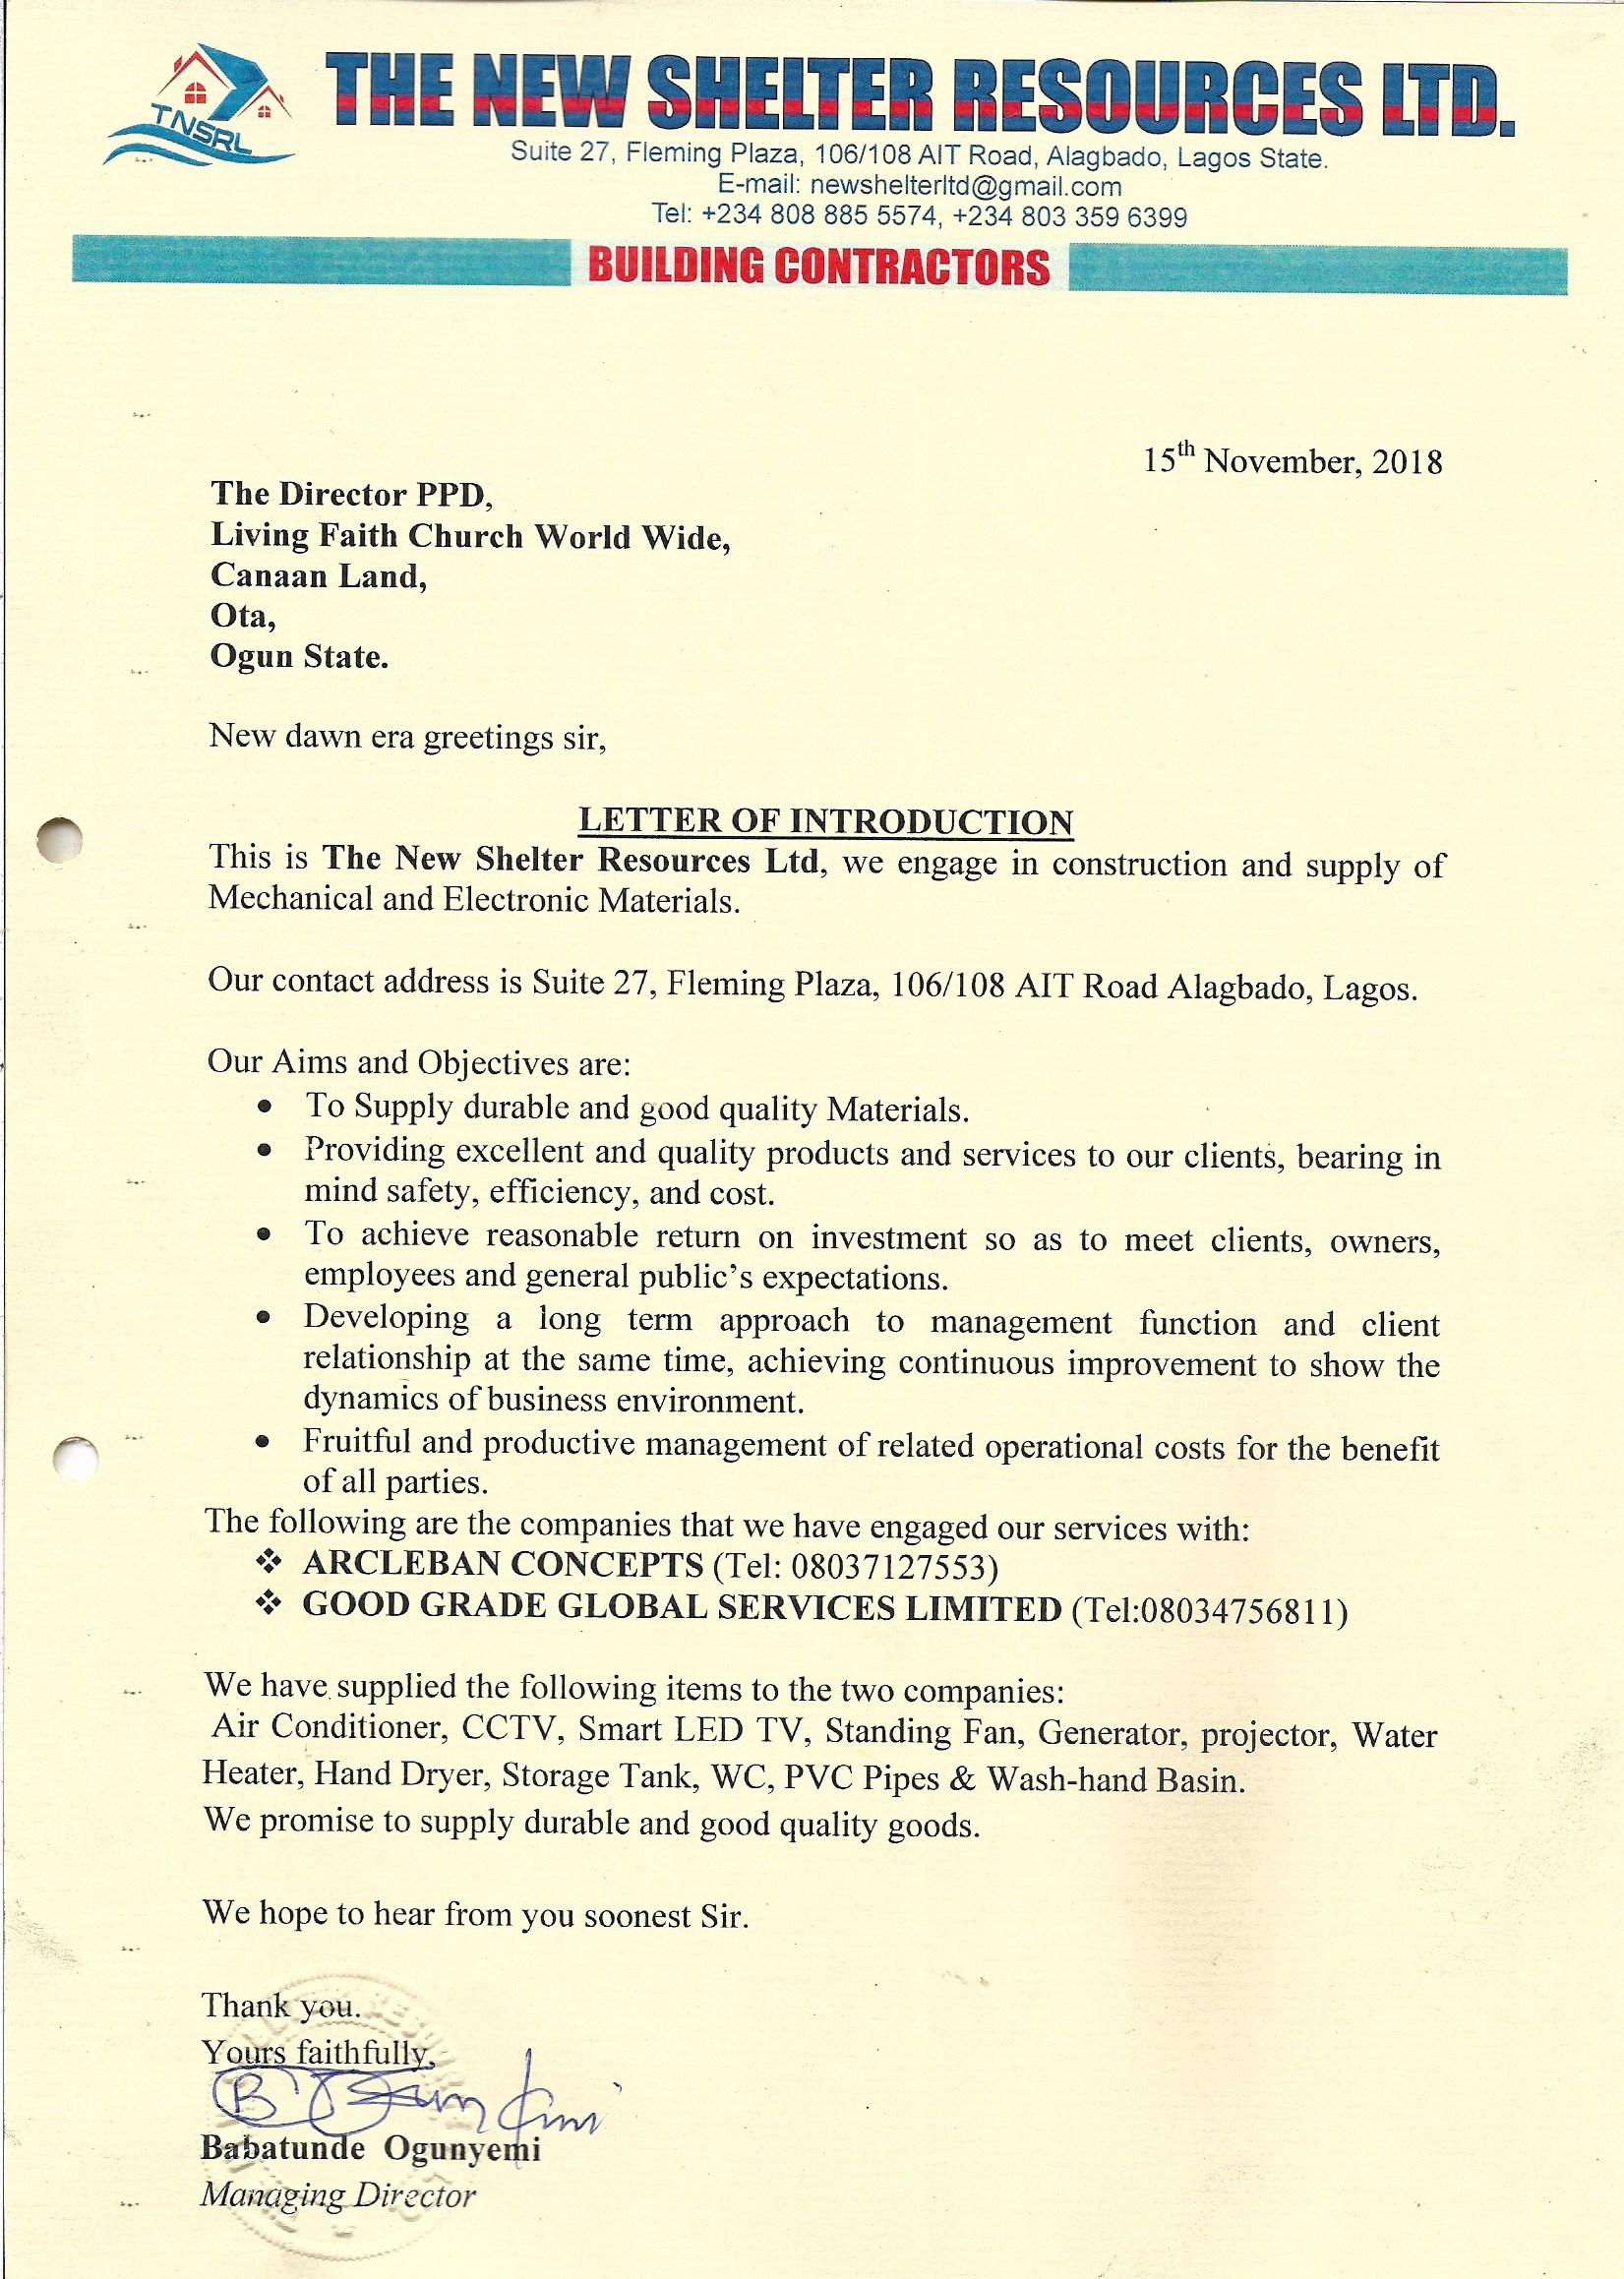 TNSRL
THE NEW SHELTER RESOURCES LTD.
Suite 27, Fleming Plaza, 106/108 AIT Road, Alagbado, Lagos State.
E-mail: newshelterltd@gmail.com
Tel: +234 808 885 5574, +234 803 359 6399
BUILDING CONTRACTORS
15th November, 2018
The Director PPD,
Living Faith Church World Wide,
Canaan Land,
Ota,
Ogun State.
New dawn era greetings sir,
LETTER OF INTRODUCTION
This is The New Shelter Resources Ltd, we engage in construction and supply of
Mechanical and Electronic Materials.
Our contact address is Suite 27, Fleming Plaza, 106/108 AIT Road Alagbado, Lagos.
Our Aims and Objectives are:
• To Supply durable and good quality Materials.
• Providing excellent and quality products and services to our clients, bearing in
mind safety, efficiency, and cost.
• To achieve reasonable return on investment so as to meet clients, owners,
employees and general public's expectations.
• Developing a long term approach to management function and client
relationship at the same time, achieving continuous improvement to show the
dynamics of business environment.
• Fruitful and productive management of related operational costs for the benefit
of all parties.
The following are the companies that we have engaged our services with:
❖ ARCLEBAN CONCEPTS (Tel: 08037127553)
❖ GOOD GRADE GLOBAL SERVICES LIMITED (Tel:08034756811)
We have supplied the following items to the two companies:
Air Conditioner, CCTV, Smart LED TV, Standing Fan, Generator, projector, Water
Heater, Hand Dryer, Storage Tank, WC, PVC Pipes & Wash-hand Basin.
We promise to supply durable and good quality goods.
We hope to hear from you soonest Sir.
Thank you.
Yours faithfully,
Babatunde Ogunyemi
Managing Director